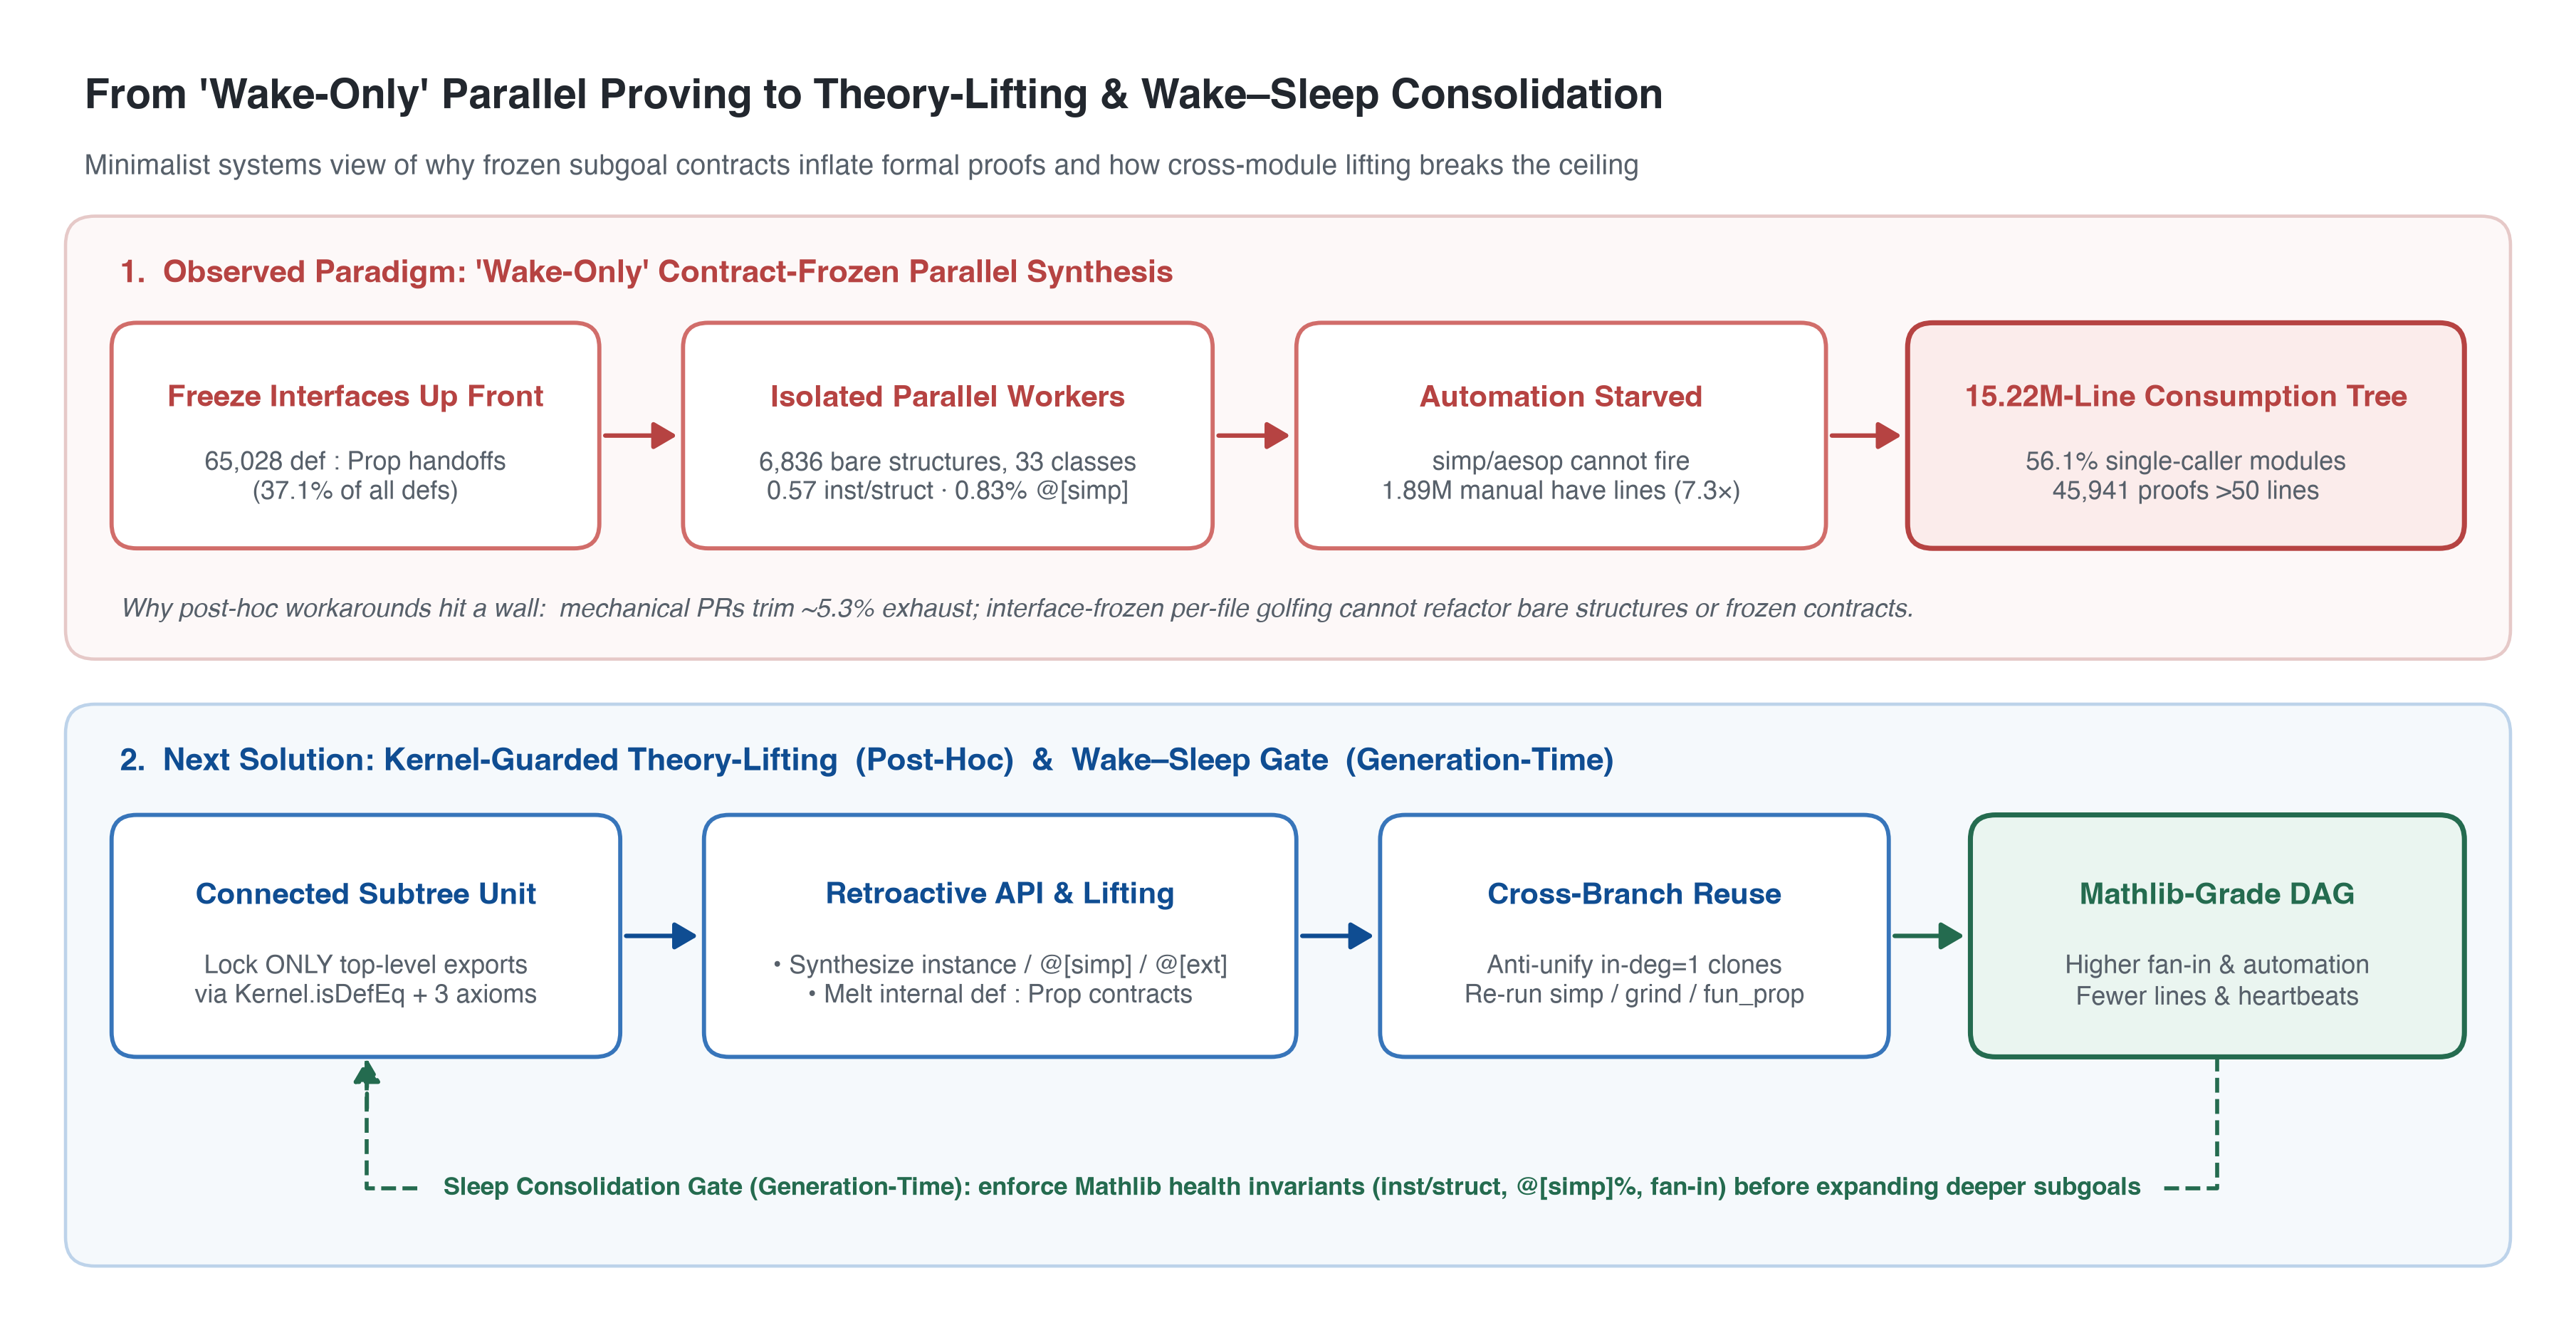 From 'Wake-Only' Parallel Proving to Theory-Lifting & Wake–Sleep Consolidation
Minimalist systems view of why frozen subgoal contracts inflate formal proofs and how cross-module lifting breaks the ceiling
1. Observed Paradigm: 'Wake-Only' Contract-Frozen Parallel Synthesis
Freeze Interfaces Up Front
65,028 def : Prop handoffs
(37.1% of all defs)
Isolated Parallel Workers
6,836 bare structures, 33 classes
0.57 inst/struct · 0.83% @[simp]
Automation Starved
simp/aesop cannot fire
1.89M manual have lines (7.3×)
15.22M-Line Consumption Tree
56.1% single-caller modules
45,941 proofs >50 lines
Why post-hoc workarounds hit a wall: mechanical PRs trim ~5.3% exhaust; interface-frozen per-file golfing cannot refactor bare structures or frozen contracts.
2. Next Solution: Kernel-Guarded Theory-Lifting (Post-Hoc) & Wake–Sleep Gate (Generation-Time)
Connected Subtree Unit
Lock ONLY top-level exports
via Kernel.isDefEq + 3 axioms
Retroactive API & Lifting
• Synthesize instance / @[simp] / @[ext]
• Melt internal def : Prop contracts
Cross-Branch Reuse
Anti-unify in-deg=1 clones
Re-run simp / grind / fun_prop
Mathlib-Grade DAG
Higher fan-in & automation
Fewer lines & heartbeats
Sleep Consolidation Gate (Generation-Time): enforce Mathlib health invariants (inst/struct, @[simp]%, fan-in) before expanding deeper subgoals